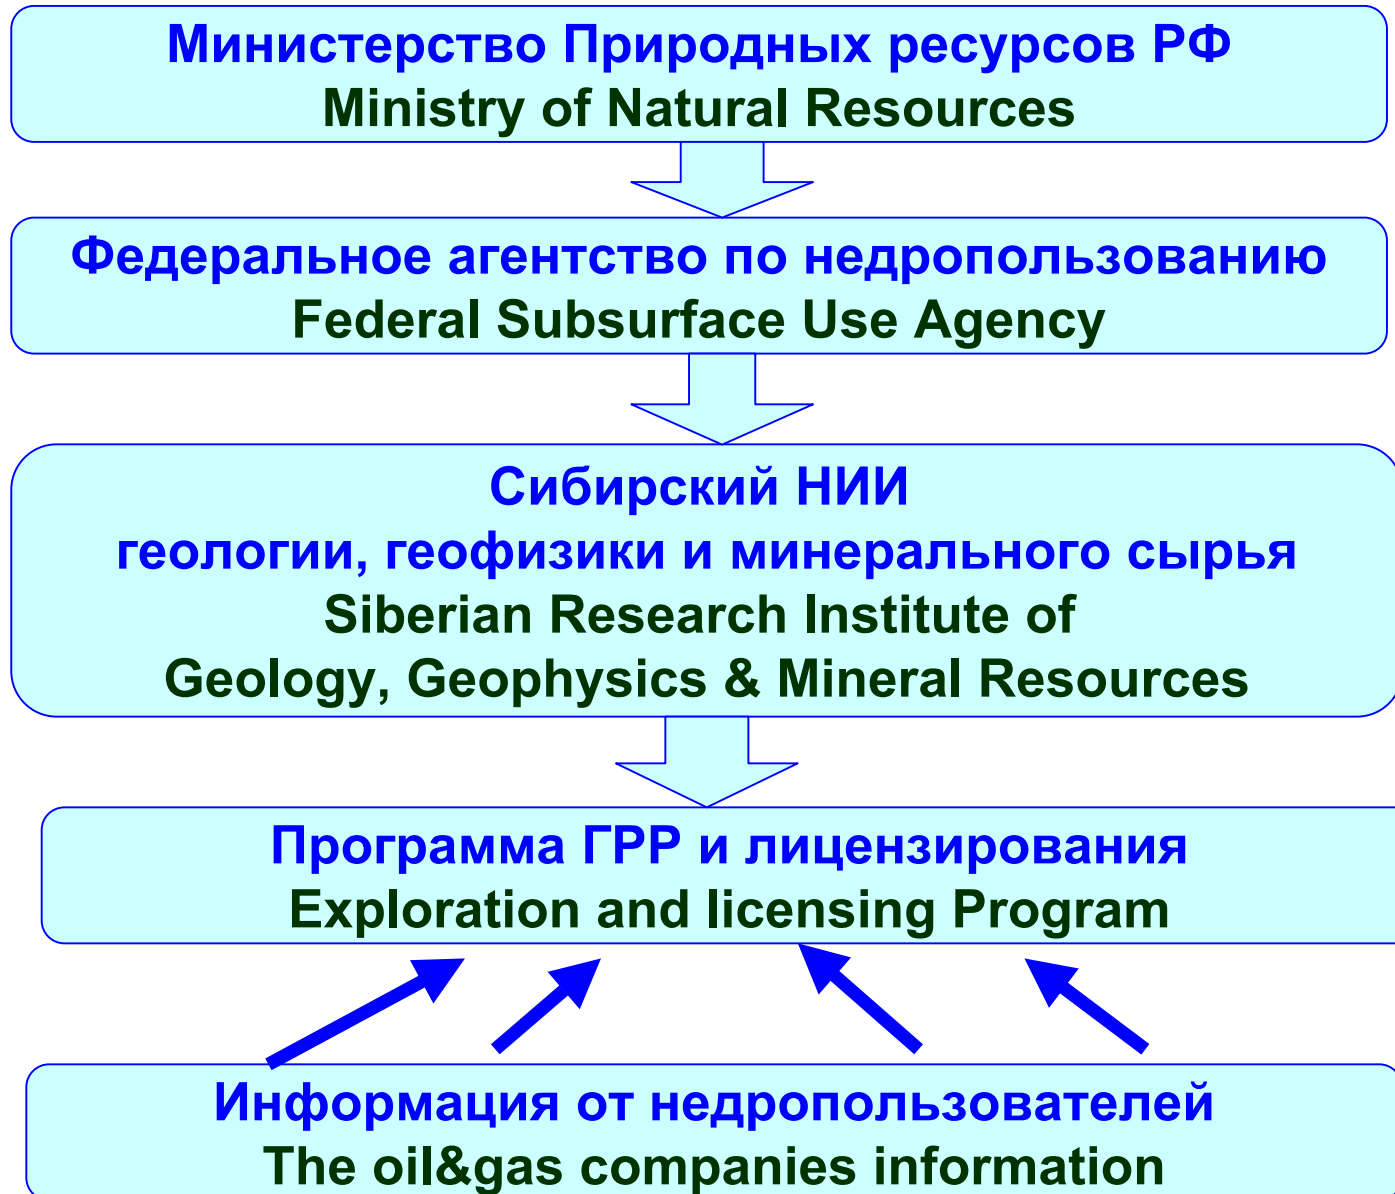 Министерство Природных ресурсов РФ
Ministry of Natural Resources
Федеральное агентство по недропользованию
Federal Subsurface Use Agency
Сибирский НИИ
геологии, геофизики и минерального сырья
Siberian Research Institute of
Geology, Geophysics & Mineral Resources
Программа ГРР и лицензирования
Exploration and licensing Program
Информация от недропользователей
The oil&gas companies information